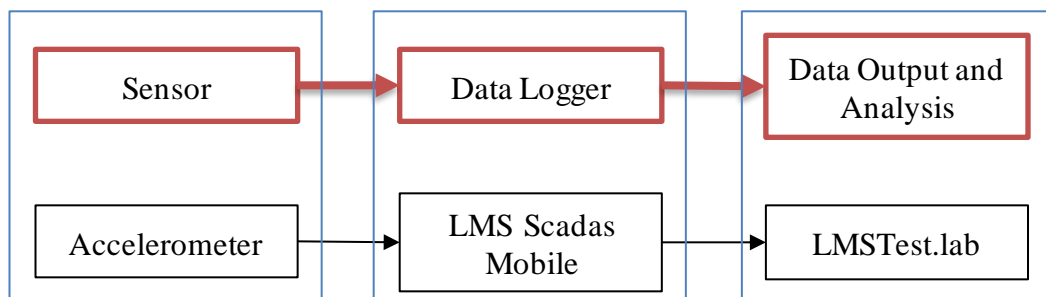 Sensor
Data Logger
Data Output and
Analysis
Accelerometer
LMS Scadas
Mobile
LMSTest.lab